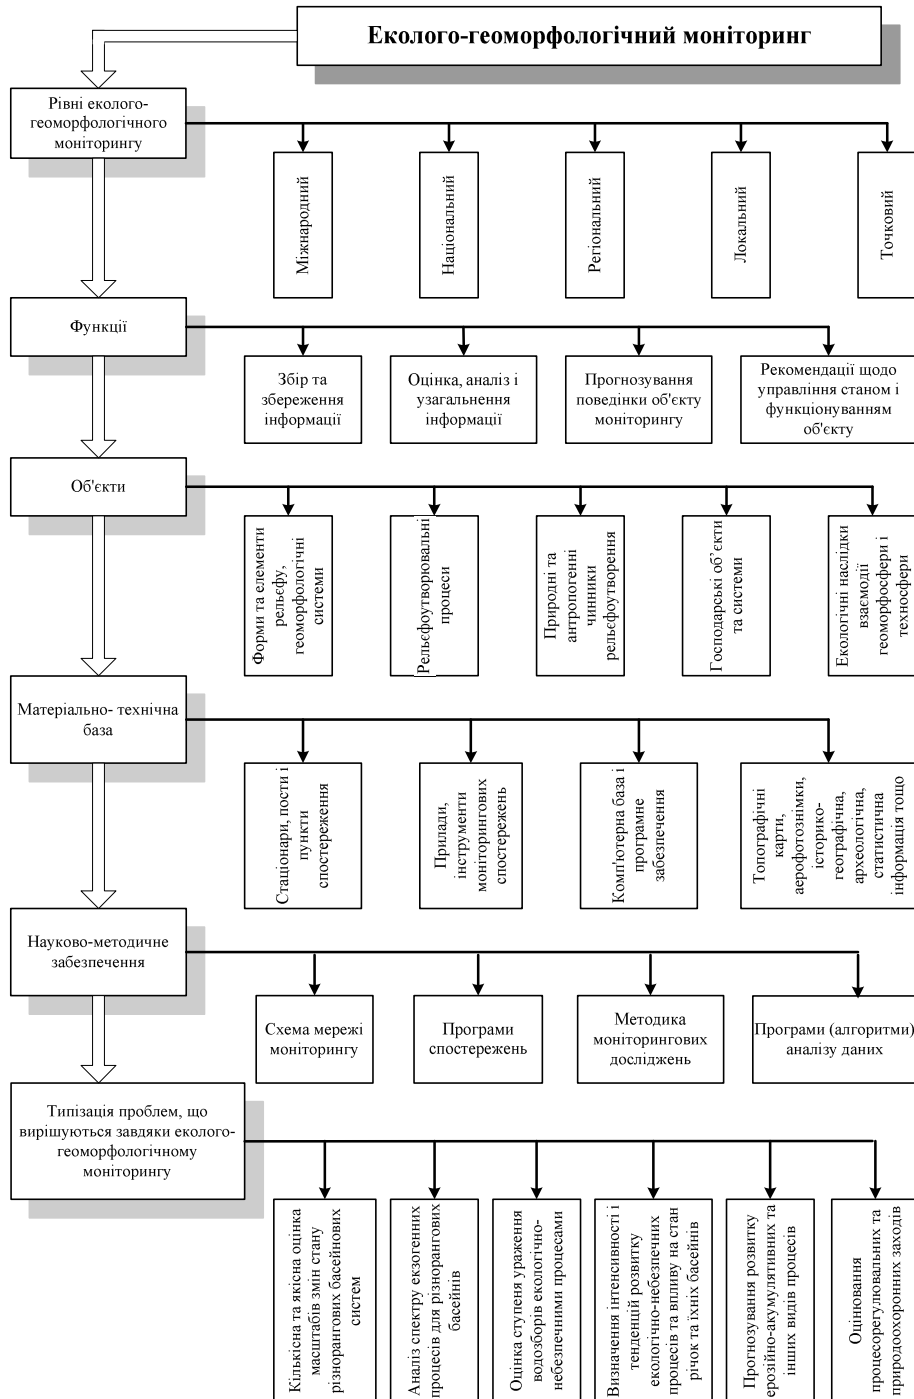 Еколого-геоморфологічний моніторинг
Рівні еколого-
геоморфологічного
моніторингу
Міжнародний
Національний
Регіональний
Локальний
Точковий
Функції
Збір та
збереження
інформації
Оцінка, аналіз і
узагальнення
інформації
Прогнозування
поведінки об'єкту
моніторингу
Рекомендації щодо
управління станом і
функціонуванням
об'єкту
Об'єкти
Форми та елементи
рельєфу,
геоморфологічні
системи
Рельєфоутворювальні
процеси
Природні та
антропогенні
чинники
рельєфоутворення
Господарські об’єкти
та системи
Екологічні наслідки
взаємодії
геоморфосфери і
техносфери
Матеріально- технічна
база
Стаціонари, пости і
пункти
спостереження
Прилади,
інструменти
моніторингових
спостережень
Комп'ютерна база і
програмне
забезпечення
Топографічні
карти,
аерофотознімки,
історико-
географічна,
археологічна,
статистична
інформація тощо
Науково-методичне
забезпечення
Схема мережі
моніторингу
Програми
спостережень
Методика
моніторингових
досліджень
Програми (алгоритми)
аналізу даних
Типізація проблем, що
вирішуються завдяки еколого-
геоморфологічному
моніторингу
Кількісна та якісна оцінка
масштабів змін стану
різнорангових басейнових
систем
Аналіз спектру екзогенних
процесів для різнорангових
басейнів
Оцінка ступеня ураження
водозборів екологічно-
небезпечними процесами
Визначення інтенсивності і
тенденцій розвитку
екологічно-небезпечних
процесів та впливу на стан
річок та їхніх басейнів
Прогнозування розвитку
ерозійно-акумулятивних та
інших видів процесів
Оцінювання
процесорегулювальних та
природоохоронних заходів